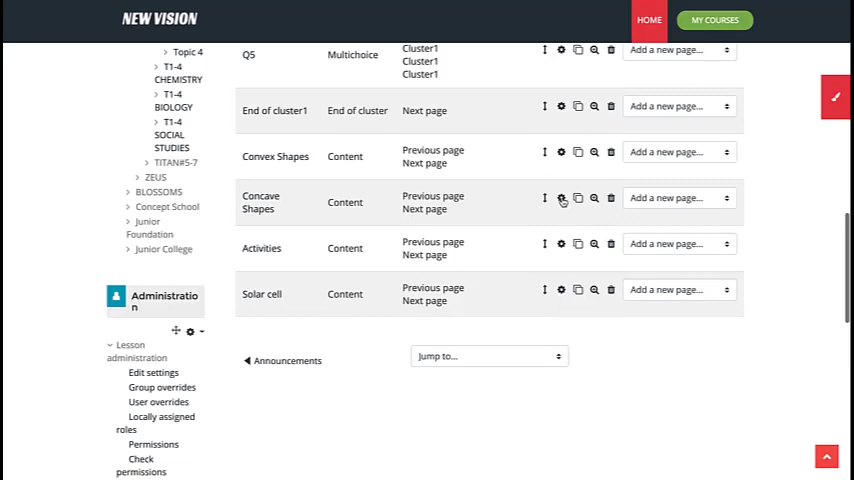 NEW VISION
HOME
MY COURSES
Topic 4
T1-4
CHEMISTRY
T1-4
BIOLOGY
T1-4
SOCIAL
STUDIES
TITAN#5-7
ZEUS
BLOSSOMS
Concept School
Junior
Foundation
Junior College
Administratio
n
Lesson
administration
Edit settings
Group overrides
User overrides
Locally assigned
roles
Permissions
Check
permissions
Q5
Multichoice
Cluster1
Cluster1
Cluster1
Add a new page...
End of cluster1
End of cluster
Next page
Add a new page...
Convex Shapes
Content
Previous page
Next page
Add a new page...
Concave
Shapes
Content
Previous page
Next page
Add a new page...
Activities
Content
Previous page
Next page
Add a new page...
Solar cell
Content
Previous page
Next page
Add a new page...
◀ Announcements
Jump to...